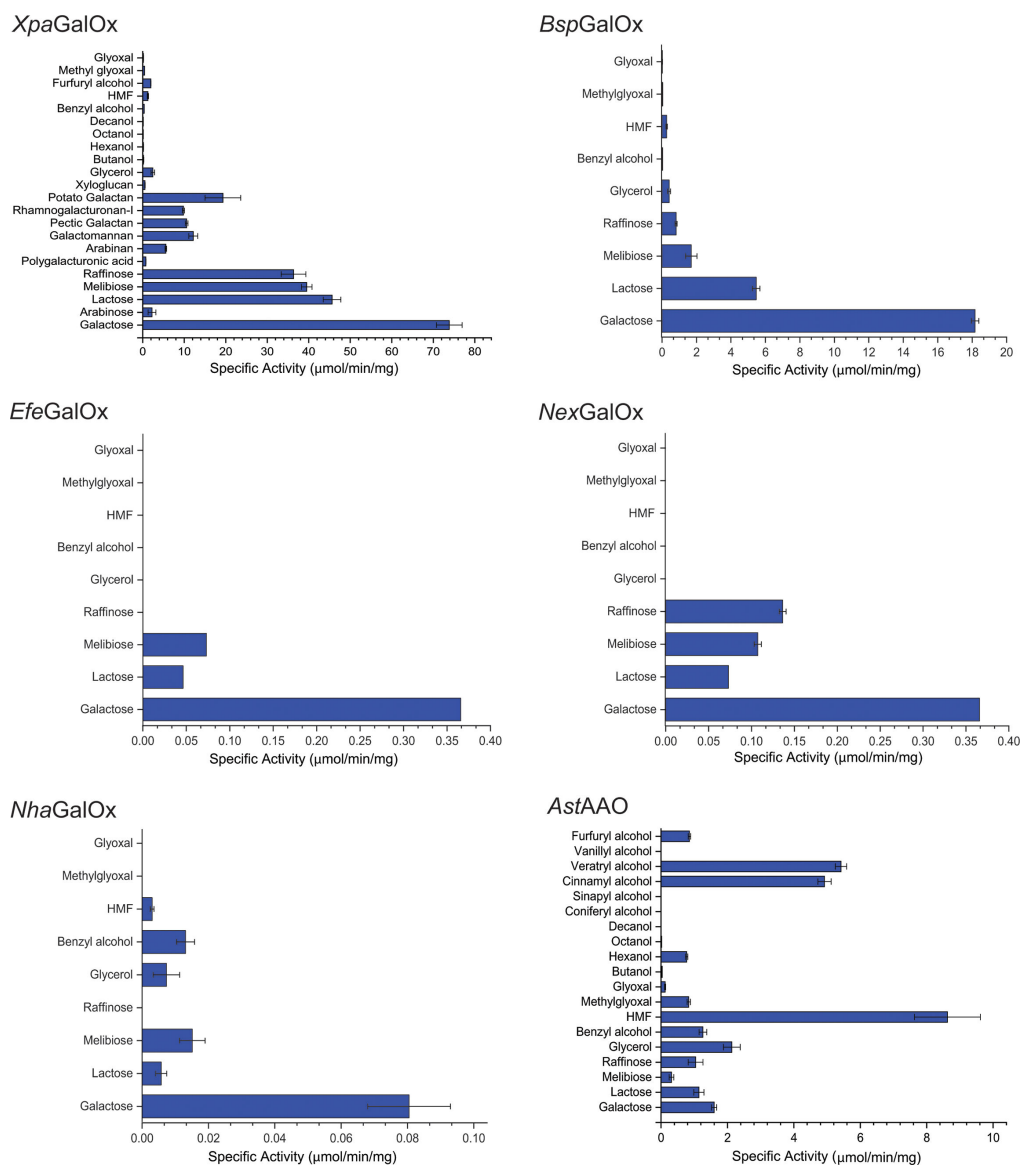 XpaGalOx
Glyoxal
Methyl glyoxal
Furfuryl alcohol
HMF
Benzyl alcohol
Decanol
Octanol
Hexanol
Butanol
Glycerol
Xyloglucan
Potato Galactan
Rhamnogalacturonan-I
Pectic Galactan
Galactomannan
Arabinan
Polygalacturonic acid
Raffinose
Melibiose
Lactose
Arabinose
Galactose
0 10 20 30 40 50 60 70 80
Specific Activity (µmol/min/mg)
BspGalOx
Glyoxal
Methylglyoxal
HMF
Benzyl alcohol
Glycerol
Raffinose
Melibiose
Lactose
Galactose
0 2 4 6 8 10 12 14 16 18 20
Specific Activity (µmol/min/mg)
EfeGalOx
Glyoxal
Methylglyoxal
HMF
Benzyl alcohol
Glycerol
Raffinose
Melibiose
Lactose
Galactose
0.00 0.05 0.10 0.15 0.20 0.25 0.30 0.35 0.40
Specific Activity (µmol/min/mg)
NexGalOx
Glyoxal
Methylglyoxal
HMF
Benzyl alcohol
Glycerol
Raffinose
Melibiose
Lactose
Galactose
0.00 0.05 0.10 0.15 0.20 0.25 0.30 0.35 0.40
Specific Activity (µmol/min/mg)
NhaGalOx
Glyoxal
Methylglyoxal
HMF
Benzyl alcohol
Glycerol
Raffinose
Melibiose
Lactose
Galactose
0.00 0.02 0.04 0.06 0.08 0.10
Specific Activity (µmol/min/mg)
AstAAO
Furfuryl alcohol
Vanillyl alcohol
Veratryl alcohol
Cinnamyl alcohol
Sinapyl alcohol
Coniferyl alcohol
Decanol
Octanol
Hexanol
Butanol
Glyoxal
Methylglyoxal
HMF
Benzyl alcohol
Glycerol
Raffinose
Melibiose
Lactose
Galactose
0 2 4 6 8 10
Specific Activity (µmol/min/mg)